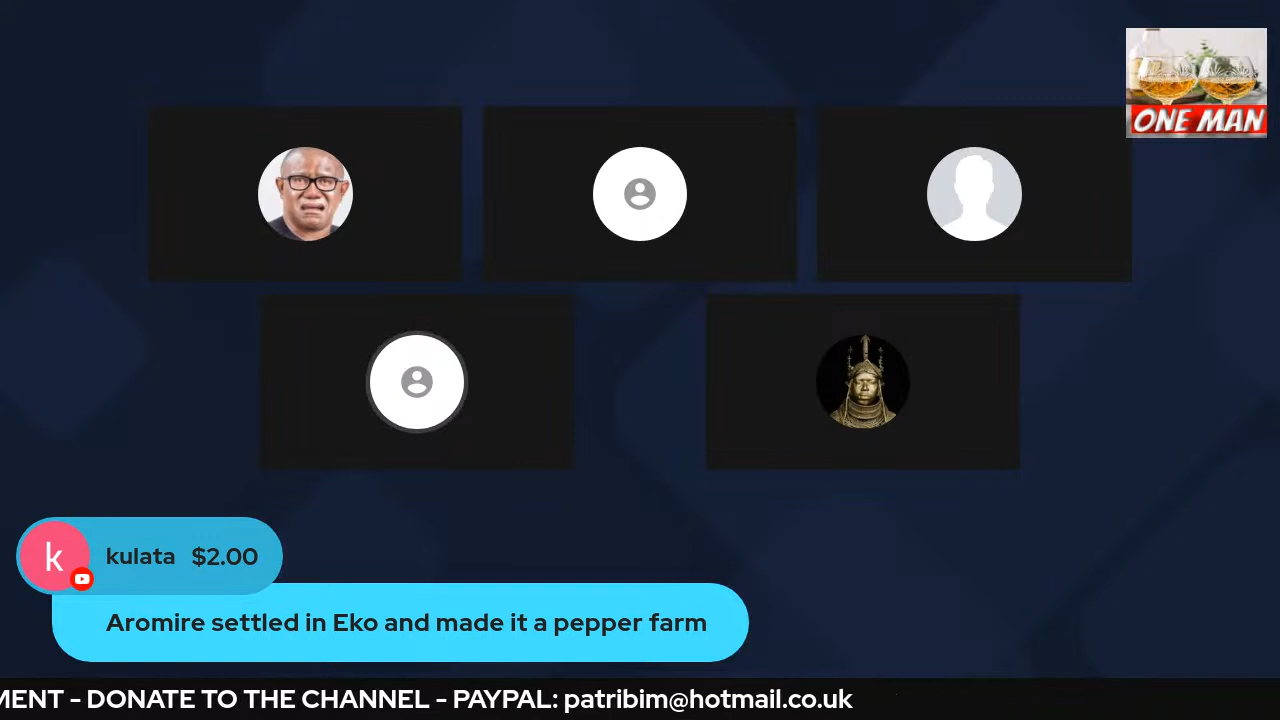 ONE MAN
k
kulata $2.00
Aromire settled in Eko and made it a pepper farm
MENT - DONATE TO THE CHANNEL - PAYPAL: patribim@hotmail.co.uk